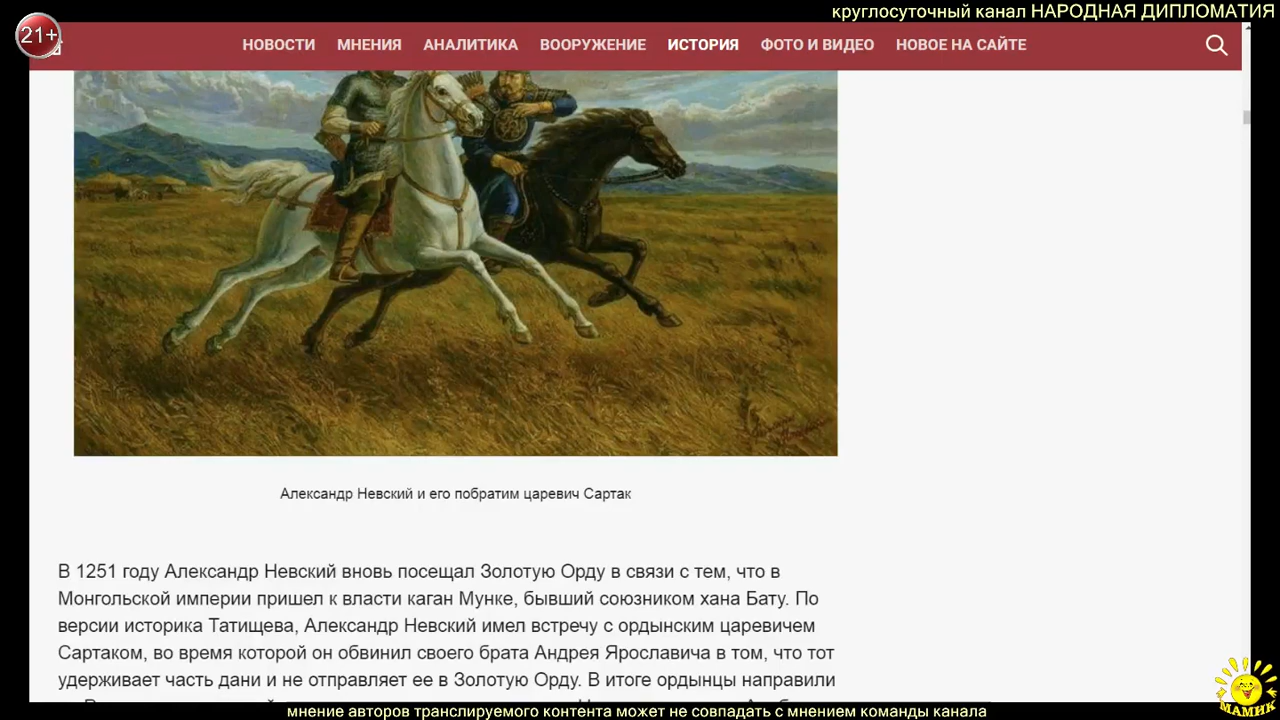 круглосуточный канал НАРОДНАЯ ДИПЛОМАТИЯ
21+
НОВОСТИ МНЕНИЯ АНАЛИТИКА ВООРУЖЕНИЕ ИСТОРИЯ ФОТО И ВИДЕО НОВОЕ НА САЙТЕ
Александр Невский и его побратим царевич Сартак
В 1251 году Александр Невский вновь посещал Золотую Орду в связи с тем, что в
Монгольской империи пришел к власти каган Мунке, бывший союзником хана Бату. По
версии историка Татищева, Александр Невский имел встречу с ордынским царевичем
Сартаком, во время которой он обвинил своего брата Андрея Ярославича в том, что тот
удерживает часть дани и не отправляет ее в Золотую Орду. В итоге ордынцы направили
МАМИК
мнение авторов транслируемого контента может не совпадать с мнением команды канала